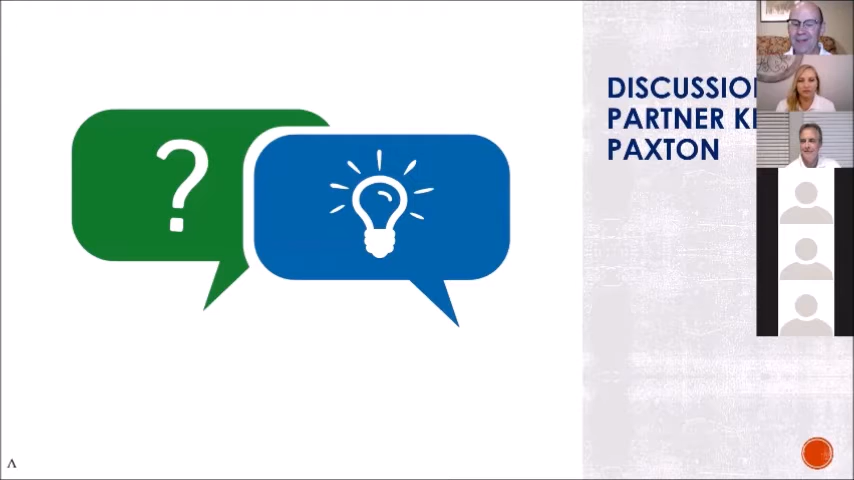 ?
DISCUSSIO
PARTNER K
PAXTON
Λ